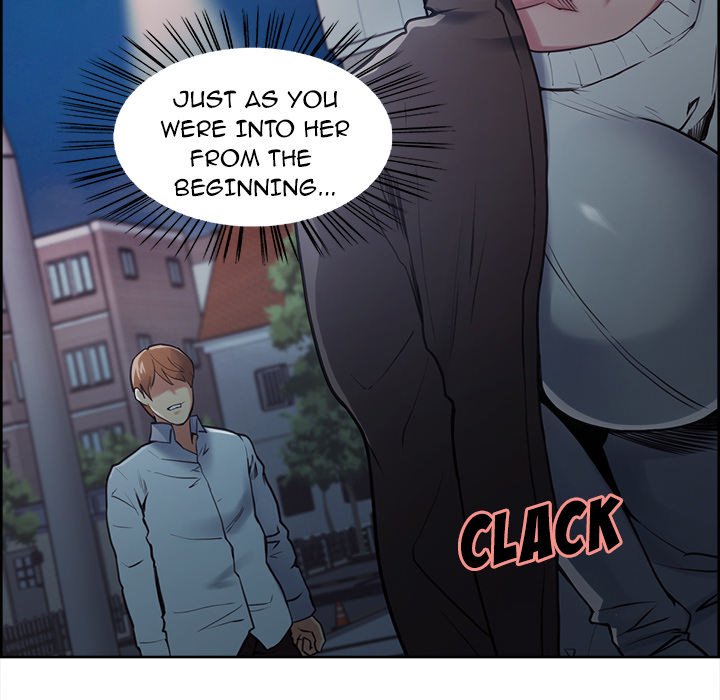 JUST AS YOU
WERE INTO HER
FROM THE
BEGINNING...
CLACK